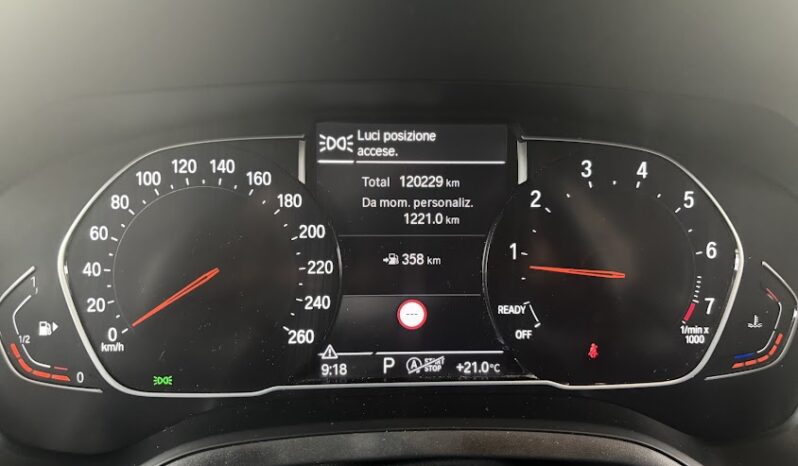 Luci posizione
accese.
Total 120229 km
Da mom. personaliz.
1221.0 km
358 km
---
9:18 P A START STOP +21.0°C
0 20 40 60 80 100 120 140 160 180 200 220 240 260
km/h
1/2
0
1 2 3 4 5 6 7
READY
OFF
1/min x
1000